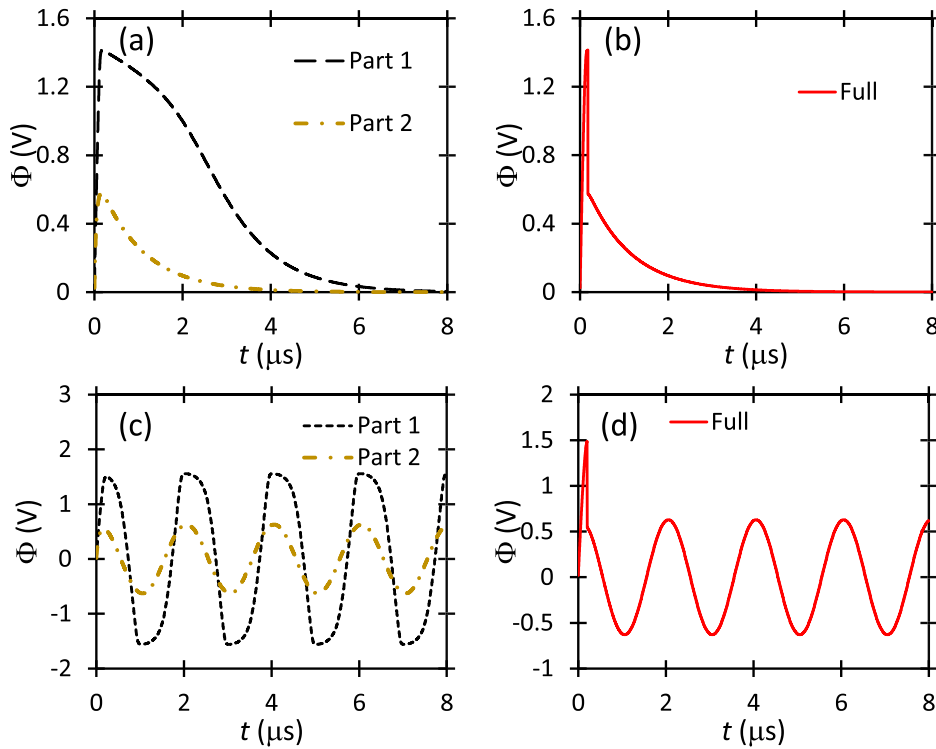 (a)
Part 1
Part 2
Φ (V)
1.6
1.2
0.8
0.4
0
0 2 4 6 8
t (μs)
(b)
Full
Φ (V)
1.6
1.2
0.8
0.4
0
0 2 4 6 8
t (μs)
(c)
Part 1
Part 2
Φ (V)
3
2
1
0
-1
-2
0 2 4 6 8
t (μs)
(d)
Full
Φ (V)
2
1.5
1
0.5
0
-0.5
-1
0 2 4 6 8
t (μs)